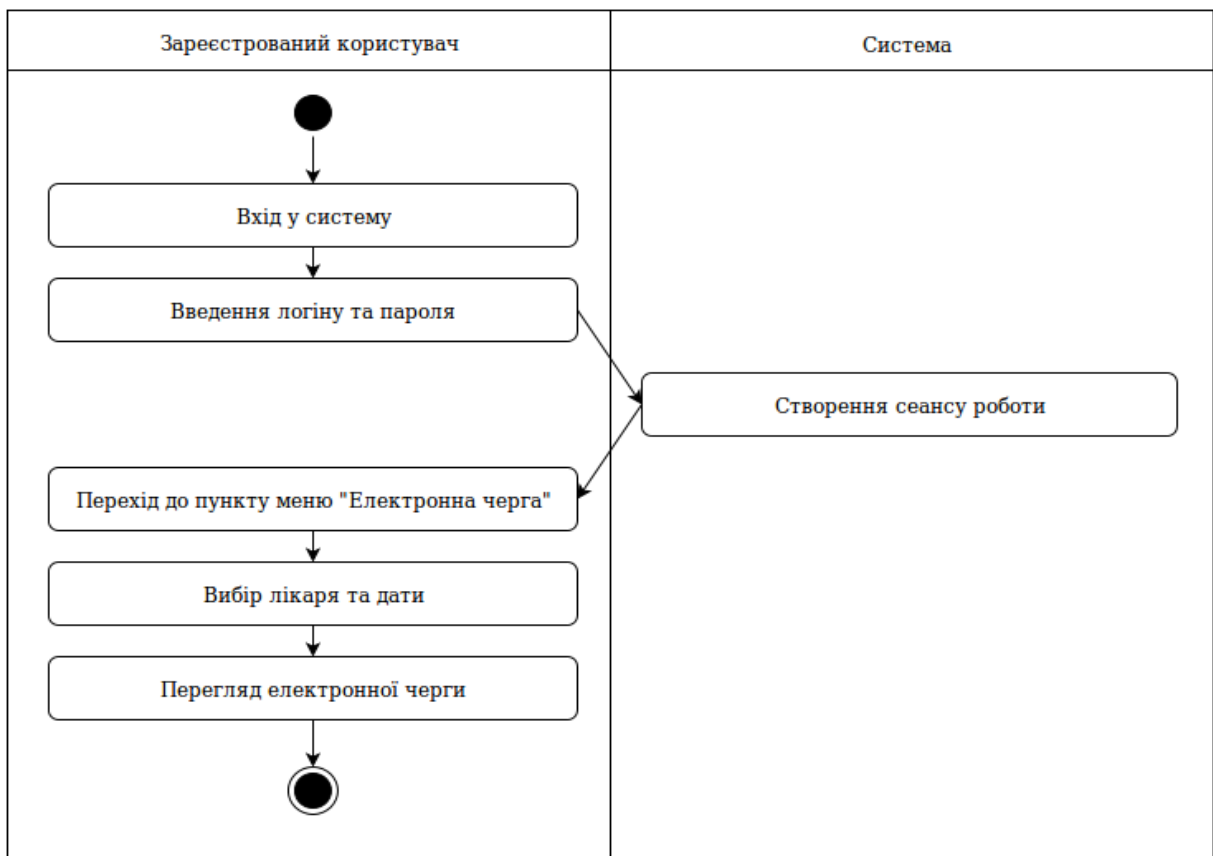 Зареєстрований користувач
Система
Вхід у систему
Введення логіну та пароля
Створення сеансу роботи
Перехід до пункту меню "Електронна черга"
Вибір лікаря та дати
Перегляд електронної черги